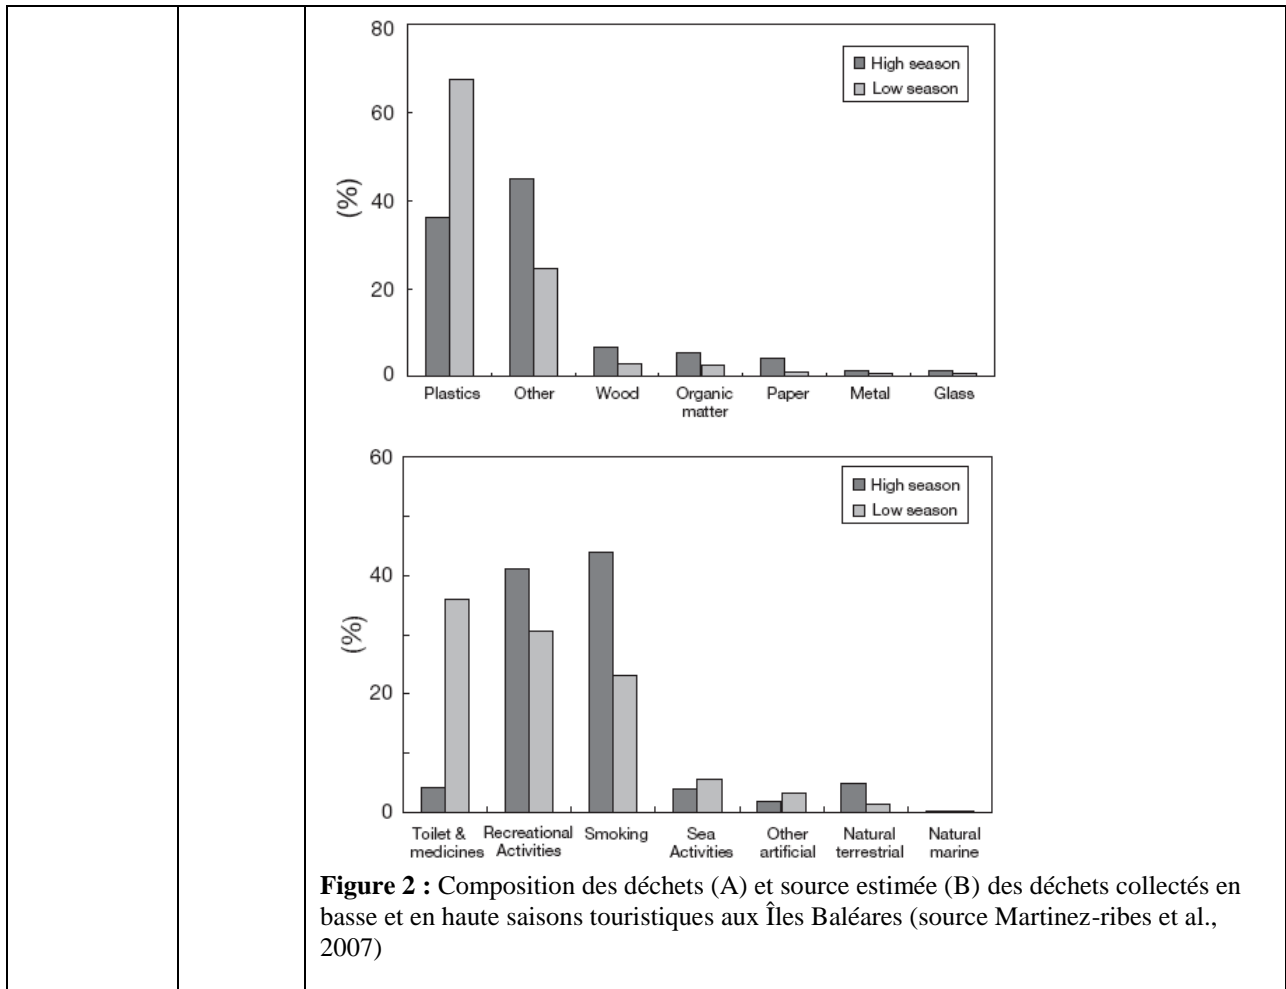 80
High season
Low season
60
(%)
40
20
0
Plastics Other Wood Organic Paper Metal Glass
matter
60
High season
Low season
40
(%)
20
0
Toilet & Recreational Smoking Sea Other Natural Natural
medicines Activities Activities artificial terrestrial marine
Figure 2 : Composition des déchets (A) et source estimée (B) des déchets collectés en
basse et en haute saisons touristiques aux Îles Baléares (source Martinez-ribes et al.,
2007)